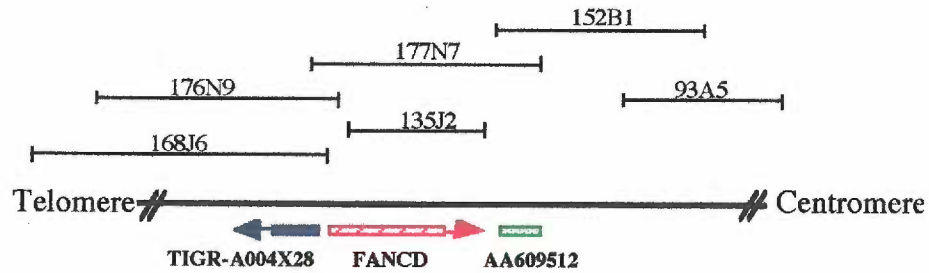 152B1
177N7
176N9
93A5
135J2
168J6
Telomere
Centromere
TIGR-A004X28
FANCD
AA609512